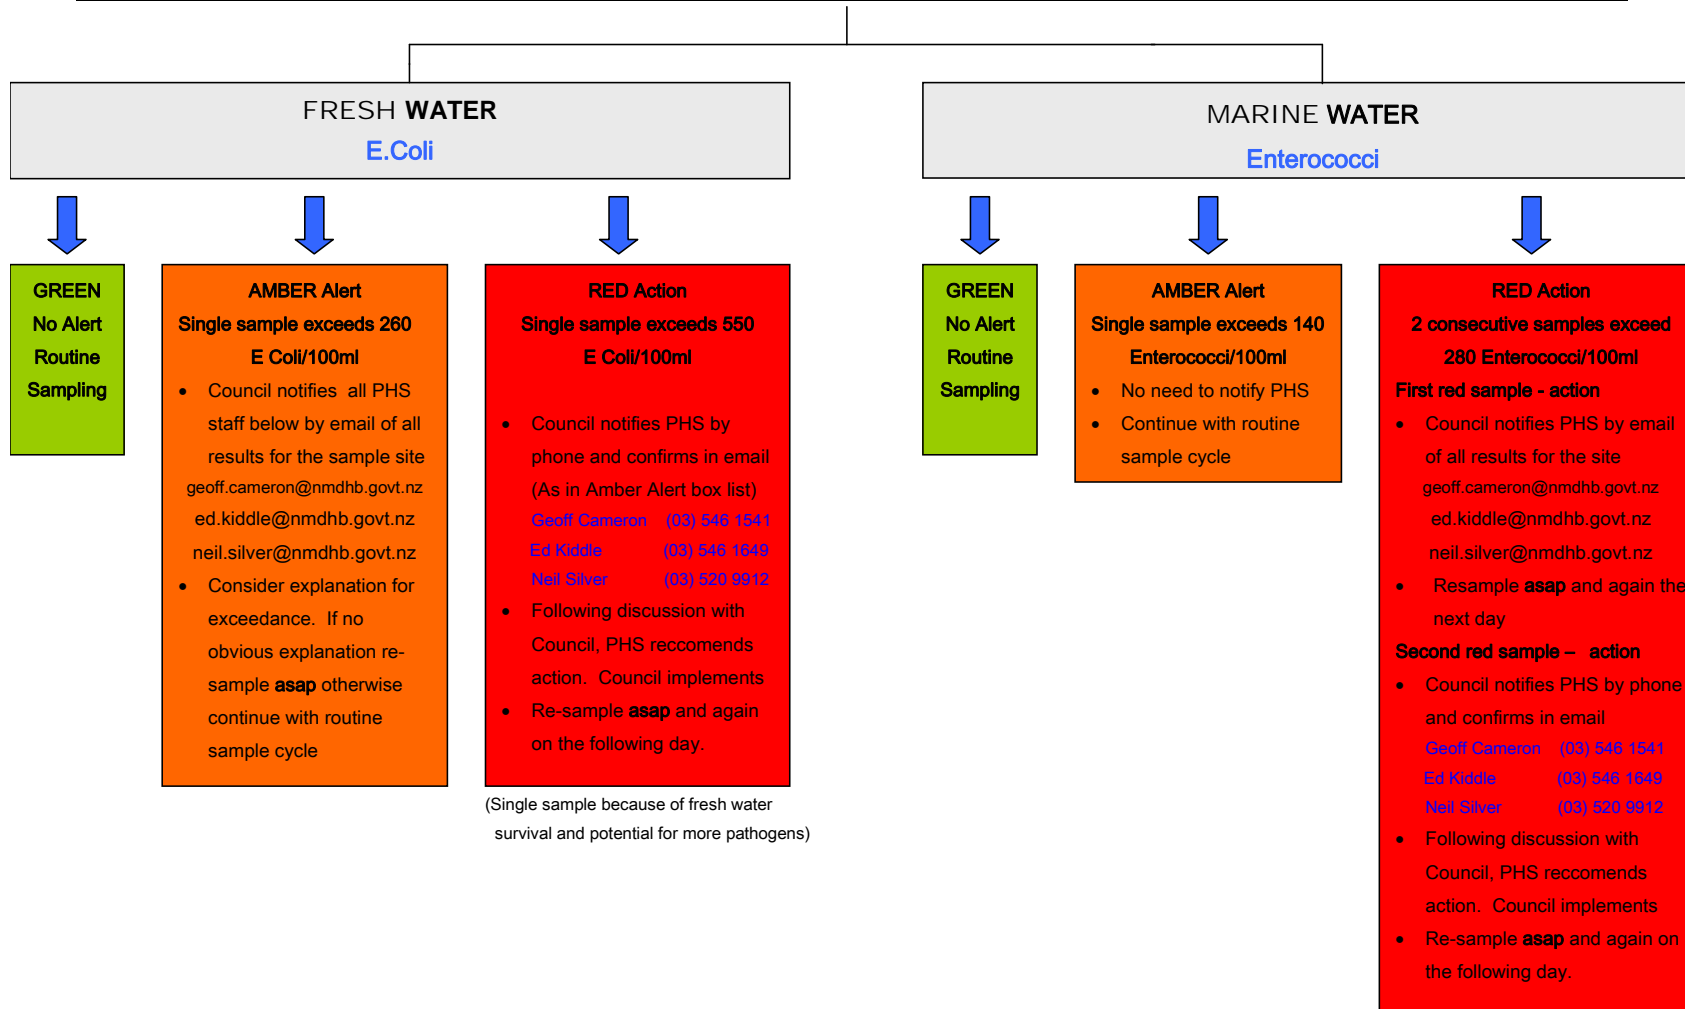 FRESH WATER
E.Coli
GREEN
No Alert
Routine
Sampling
AMBER Alert
Single sample exceeds 260
E Coli/100ml
• Council notifies all PHS
staff below by email of all
results for the sample site
geoff.cameron@nmdhb.govt.nz
ed.kiddle@nmdhb.govt.nz
neil.silver@nmdhb.govt.nz
• Consider explanation for
exceedance. If no
obvious explanation re-
sample asap otherwise
continue with routine
sample cycle
RED Action
Single sample exceeds 550
E Coli/100ml
• Council notifies PHS by
phone and confirms in email
(As in Amber Alert box list)
Geoff Cameron (03) 546 1541
Ed Kiddle (03) 546 1649
Neil Silver (03) 520 9912
• Following discussion with
Council, PHS reccomends
action. Council implements
• Re-sample asap and again
on the following day.
(Single sample because of fresh water
survival and potential for more pathogens)
MARINE WATER
Enterococci
GREEN
No Alert
Routine
Sampling
AMBER Alert
Single sample exceeds 140
Enterococci/100ml
• No need to notify PHS
• Continue with routine
sample cycle
RED Action
2 consecutive samples exceed
280 Enterococci/100ml
First red sample - action
• Council notifies PHS by email
of all results for the site
geoff.cameron@nmdhb.govt.nz
ed.kiddle@nmdhb.govt.nz
neil.silver@nmdhb.govt.nz
• Resample asap and again the
next day
Second red sample – action
• Council notifies PHS by phone
and confirms in email
Geoff Cameron (03) 546 1541
Ed Kiddle (03) 546 1649
Neil Silver (03) 520 9912
• Following discussion with
Council, PHS reccomends
action. Council implements
• Re-sample asap and again on
the following day.